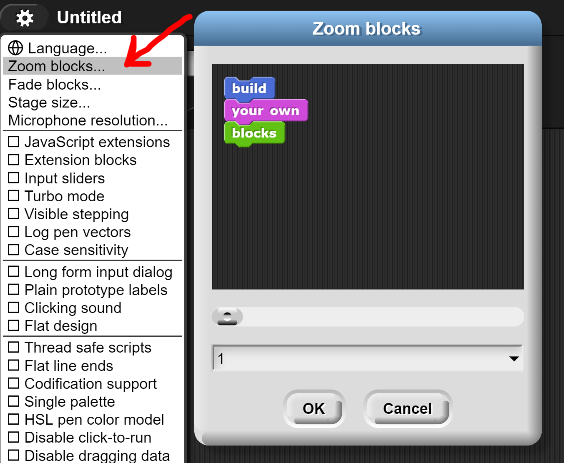 Untitled
Language...
Zoom blocks...
Fade blocks...
Stage size...
Microphone resolution...
JavaScript extensions
Extension blocks
Input sliders
Turbo mode
Visible stepping
Log pen vectors
Case sensitivity
Long form input dialog
Plain prototype labels
Clicking sound
Flat design
Thread safe scripts
Flat line ends
Codification support
Single palette
HSL pen color model
Disable click-to-run
Disable dragging data
Zoom blocks
build
your own
blocks
1
OK Cancel